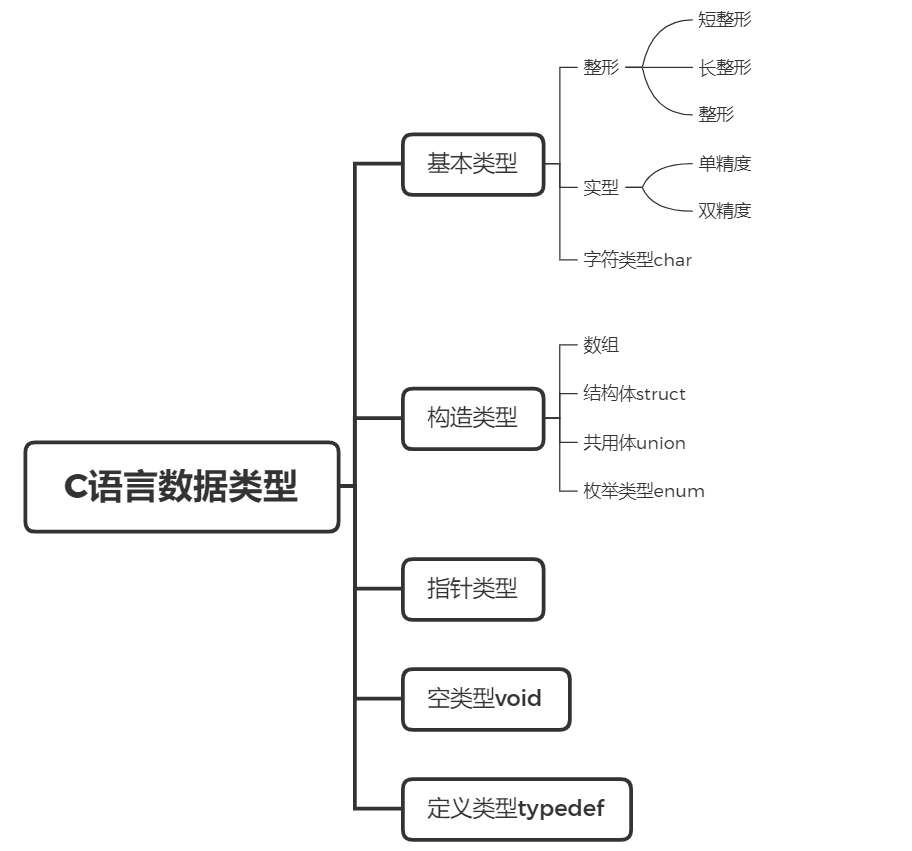 C语言数据类型
基本类型
整形
短整形
长整形
整形
实型
单精度
双精度
字符类型char
构造类型
数组
结构体struct
共用体union
枚举类型enum
指针类型
空类型void
定义类型typedef